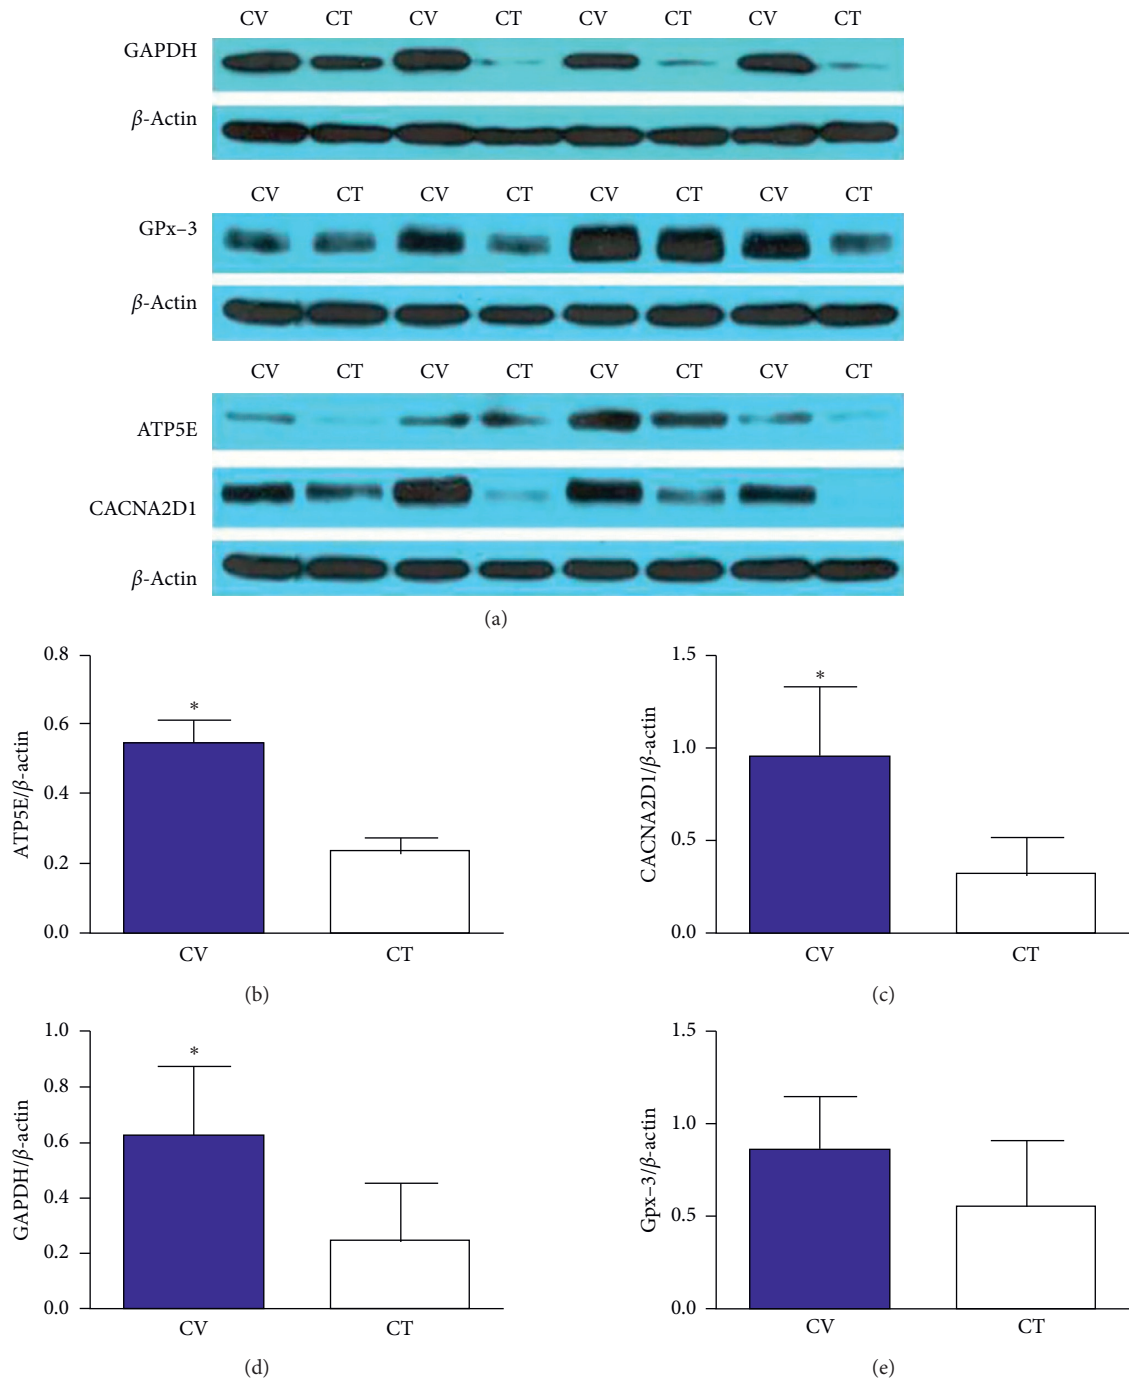 CV CT CV CT CV CT CV CT
GAPDH
β-Actin
CV CT CV CT CV CT CV CT
GPx–3
β-Actin
CV CT CV CT CV CT CV CT
ATP5E
CACNA2D1
β-Actin
(a)
0.8
0.6
0.4
0.2
0.0
ATP5E/β-actin
*
CV CT
(b)
1.5
1.0
0.5
0.0
CACNA2D1/β-actin
*
CV CT
(c)
1.0
0.8
0.6
0.4
0.2
0.0
GAPDH/β-actin
*
CV CT
(d)
1.5
1.0
0.5
0.0
Gpx–3/β-actin
CV CT
(e)